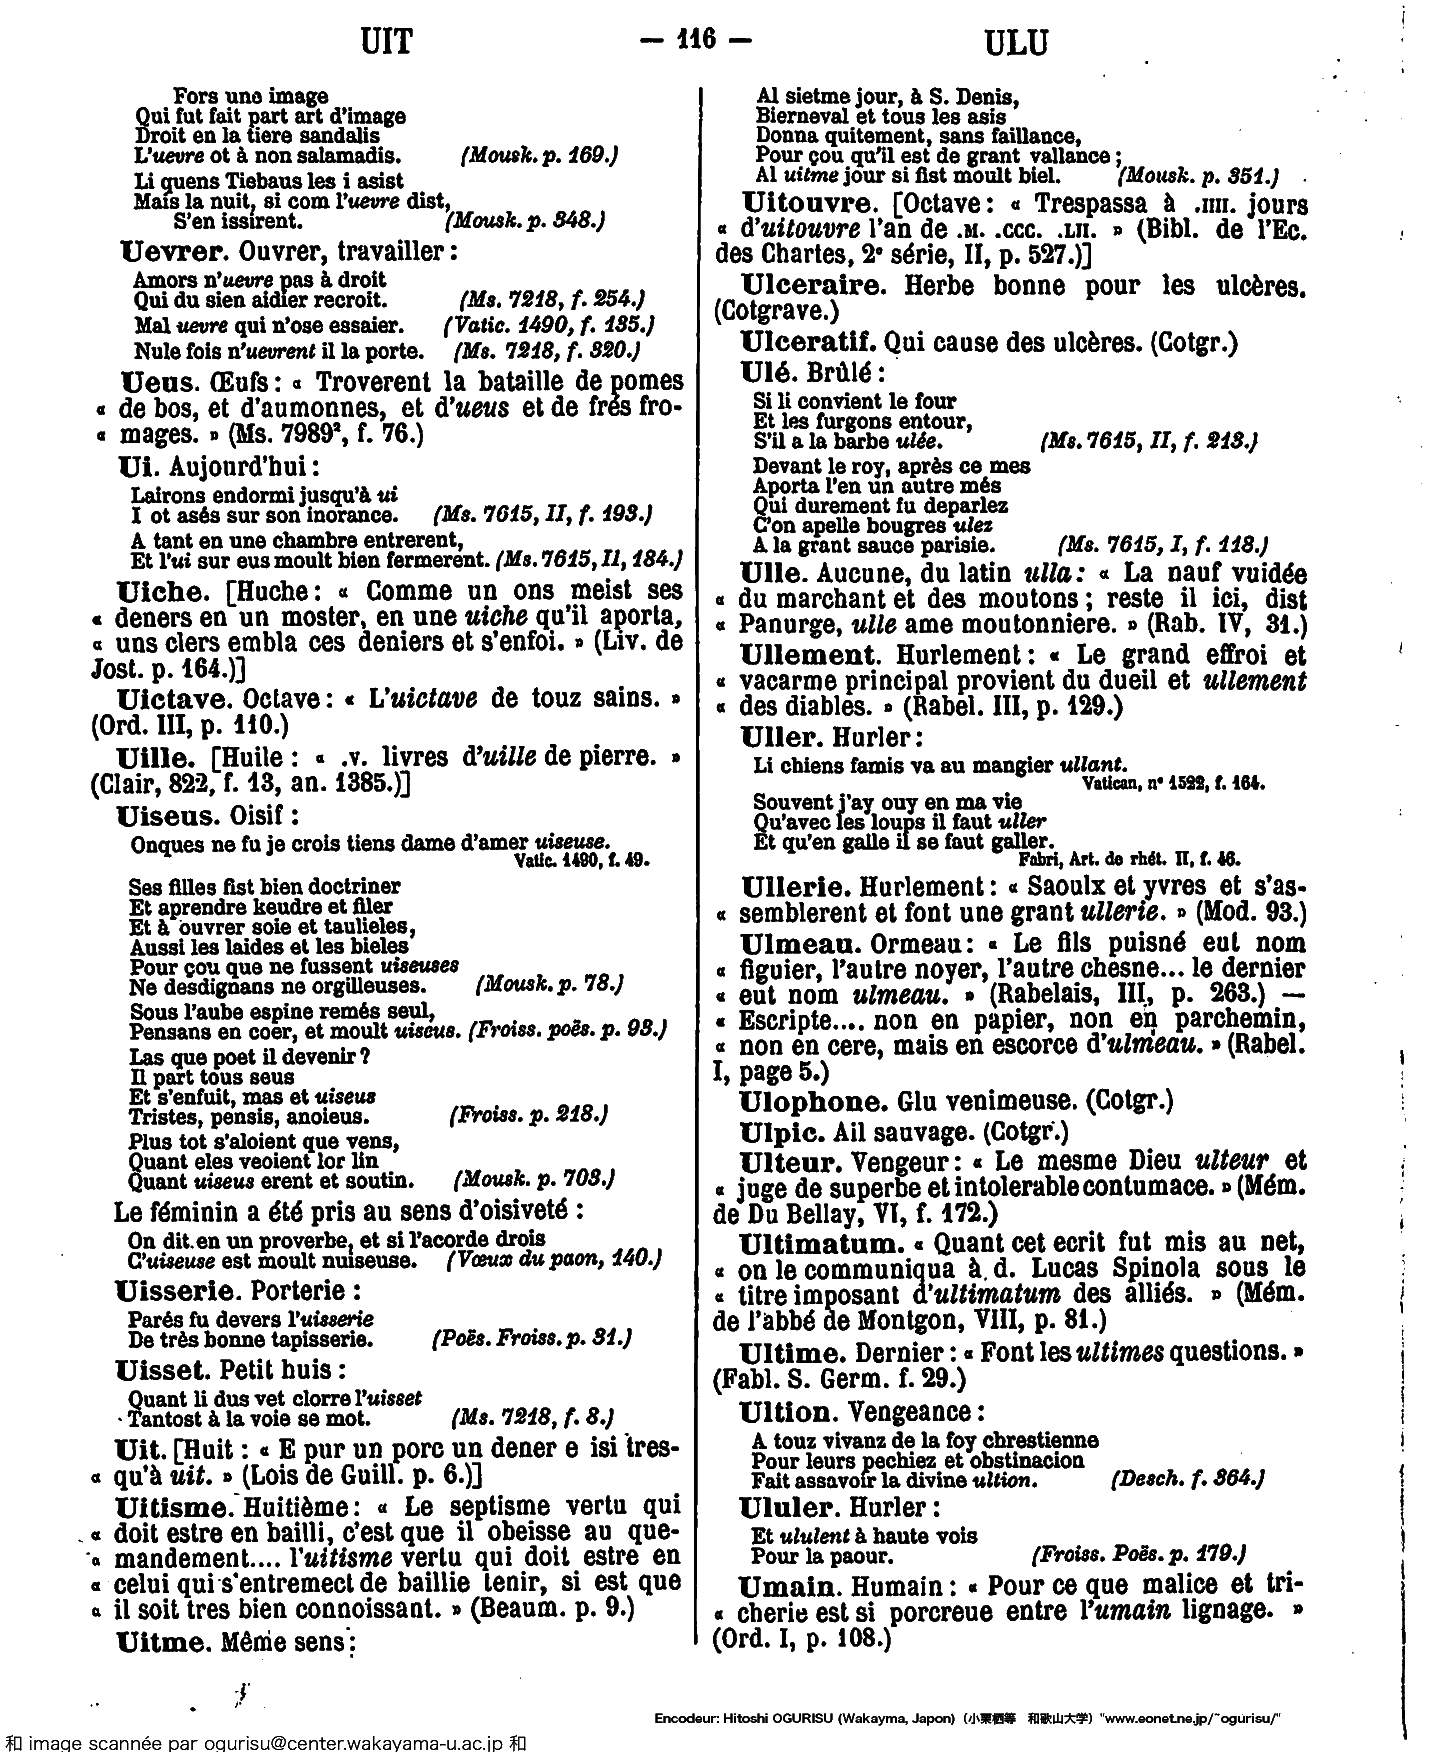 UIT — 116 — ULU
Fors une image
Qui fut fait part art d'image
Droit en la tiere sandalis
L'uevre ot à non salamadis. (Mousk. p. 169.)
Li quens Tiebaus les i asist
Mais la nuit, si com l'uevre dist,
S'en issirent. (Mousk. p. 848.)
Uevrer. Ouvrer, travailler :
Amors n'uevre pas à droit
Qui du sien aidier recroit. (Ms. 7218, f. 254.)
Mal uevre qui n'ose essaier. (Vatic. 1490, f. 135.)
Nule fois n'uevrent il la porte. (Ms. 7218, f. 320.)
Ueus. Œufs : « Troverent la bataille de pomes
« de bos, et d'aumonnes, et d'ueus et de frés fro-
« mages. » (Ms. 7989², f. 76.)
Ui. Aujourd'hui :
Lairons endormi jusqu'à ui
I ot asés sur son inorance. (Ms. 7615, II, f. 193.)
A tant en une chambre entrerent,
Et l'ui sur eus moult bien fermerent. (Ms. 7615, II, 184.)
Uiche. [Huche : « Comme un ons meist ses
« deners en un moster, en une uiche qu'il aporta,
« uns clers embla ces deniers et s'enfoi. » (Liv. de
Jost. p. 164.)]
Uictave. Octave : « L'uictave de touz sains. »
(Ord. III, p. 110.)
Uille. [Huile : « .v. livres d'uille de pierre. »
(Clair, 822, f. 13, an. 1385.)]
Uiseus. Oisif :
Onques ne fu je crois tiens dame d'amer uiseuse.
Vatic. 1490, f. 49.
Ses filles fist bien doctriner
Et aprendre keudre et filer
Et à ouvrer soie et taulieles,
Aussi les laides et les bieles
Pour çou que ne fussent uiseuses
Ne desdignans ne orgilleuses. (Mousk. p. 78.)
Sous l'aube espine remés seul,
Pensans en coer, et moult uiseus. (Froiss. poës. p. 93.)
Las que poet il devenir ?
Il part tous seus
Et s'enfuit, mas et uiseus
Tristes, pensis, anoieus. (Froiss. p. 218.)
Plus tot s'aloient que vens,
Quant eles veoient lor lin
Quant uiseus erent et soutin. (Mousk. p. 703.)
Le féminin a été pris au sens d'oisiveté :
On dit en un proverbe, et si l'acorde drois
C'uiseuse est moult nuiseuse. (Vœux du paon, 140.)
Uisserie. Porterie :
Parés fu devers l'uisserie
De très bonne tapisserie. (Poës. Froiss. p. 31.)
Uisset. Petit huis :
Quant li dus vet clorre l'uisset
Tantost à la voie se mot. (Ms. 7218, f. 8.)
Uit. [Huit : « E pur un porc un dener e isi tres-
« qu'à uit. » (Lois de Guill. p. 6.)]
Uitisme. Huitième : « Le septisme vertu qui
« doit estre en bailli, c'est que il obeisse au que-
« mandement.... l'uitisme vertu qui doit estre en
« celui qui s'entremect de baillie tenir, si est que
« il soit tres bien connoissant. » (Beaum. p. 9.)
Uitme. Même sens :
Al sietme jour, à S. Denis,
Bierneval et tous les asis
Donna quitement, sans faillance,
Pour çou qu'il est de grant vallance ;
Al uitme jour si fist moult biel. (Mousk. p. 351.)
Uitouvre. [Octave : « Trespassa à .IIII. jours
« d'uitouvre l'an de .M. .CCC. .LII. » (Bibl. de l'Ec.
des Chartes, 2e série, II, p. 527.)]
Ulceraire. Herbe bonne pour les ulcères.
(Cotgrave.)
Ulceratif. Qui cause des ulcères. (Cotgr.)
Ulé. Brûlé :
Si li convient le four
Et les furgons entour,
S'il a la barbe ulée. (Ms. 7615, II, f. 213.)
Devant le roy, après ce mes
Aporta l'en un autre més
Qui durement fu deparlez
C'on apelle bougres ulez
A la grant sauce parisie. (Ms. 7615, I, f. 118.)
Ulle. Aucune, du latin ulla : « La nauf vuidée
« du marchant et des moutons ; reste il ici, dist
« Panurge, ulle ame moutonniere. » (Rab. IV, 31.)
Ullement. Hurlement : « Le grand effroi et
« vacarme principal provient du dueil et ullement
« des diables. » (Rabel. III, p. 129.)
Uller. Hurler :
Li chiens famis va au mangier ullant.
Vatican, n° 1522, f. 164.
Souvent j'ay ouy en ma vie
Qu'avec les loups il faut uller
Et qu'en galle il se faut galler.
Fabri, Art. de rhét. II, f. 46.
Ullerie. Hurlement : « Saoulx et yvres et s'as-
« semblerent et font une grant ullerie. » (Mod. 93.)
Ulmeau. Ormeau : « Le fils puisné eut nom
« figuier, l'autre noyer, l'autre chesne... le dernier
« eut nom ulmeau. » (Rabelais, III, p. 263.) —
« Escripte.... non en papier, non en parchemin,
« non en cere, mais en escorce d'ulmeau. » (Rabel.
I, page 5.)
Ulophone. Glu venimeuse. (Cotgr.)
Ulpic. Ail sauvage. (Cotgr.)
Ulteur. Vengeur : « Le mesme Dieu ulteur et
« juge de superbe et intolerable contumace. » (Mém.
de Du Bellay, VI, f. 172.)
Ultimatum. « Quant cet ecrit fut mis au net,
« on le communiqua à d. Lucas Spinola sous le
« titre imposant d'ultimatum des alliés. » (Mém.
de l'abbé de Montgon, VIII, p. 81.)
Ultime. Dernier : « Font les ultimes questions. »
(Fabl. S. Germ. f. 29.)
Ultion. Vengeance :
A touz vivanz de la foy chrestienne
Pour leurs pechiez et obstinacion
Fait assavoir la divine ultion. (Desch. f. 364.)
Ululer. Hurler :
Et ululent à haute vois
Pour la paour. (Froiss. Poës. p. 179.)
Umain. Humain : « Pour ce que malice et tri-
« cherie est si porcreue entre l'umain lignage. »
(Ord. I, p. 108.)
Encodeur: Hitoshi OGURISU (Wakayma, Japon) (小栗栖等 和歌山大学) "www.eonet.ne.jp/~ogurisu/"
和 image scannée par ogurisu@center.wakayama-u.ac.jp 和